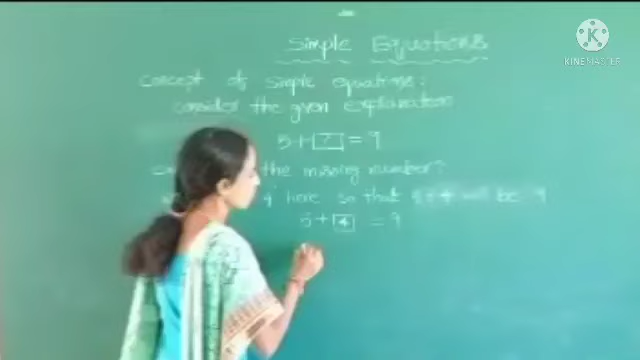 Simple Equations
Concept of simple equations:
Consider the given explanation
5+[?]=9
the missing number?
here so that 5+4 will be 9
5+[4] =9
K
KINEMASTER